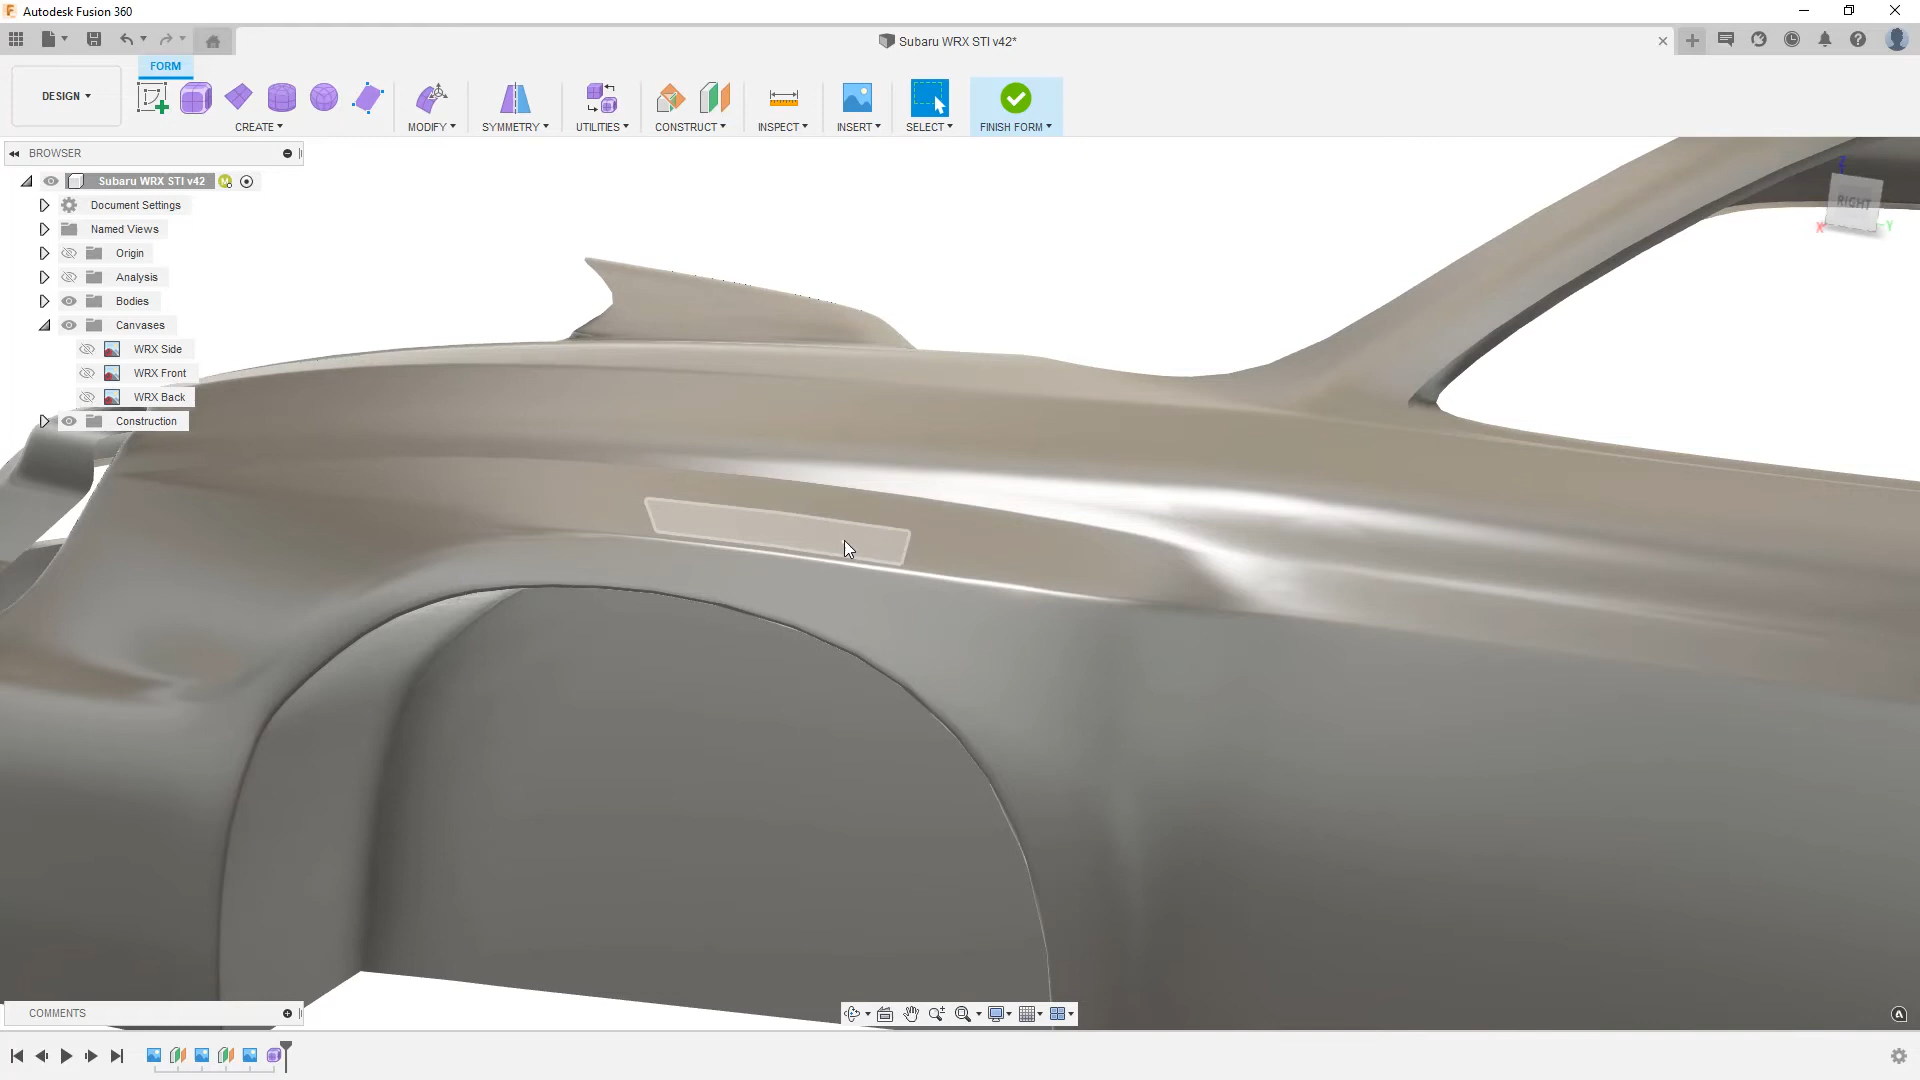 Autodesk Fusion 360
Subaru WRX STI v42*
FORM
DESIGN
CREATE
MODIFY
SYMMETRY
UTILITIES
CONSTRUCT
INSPECT
INSERT
SELECT
FINISH FORM
BROWSER
Subaru WRX STI v42
Document Settings
Named Views
Origin
Analysis
Bodies
Canvases
WRX Side
WRX Front
WRX Back
Construction
Z
RIGHT
X
Y
COMMENTS